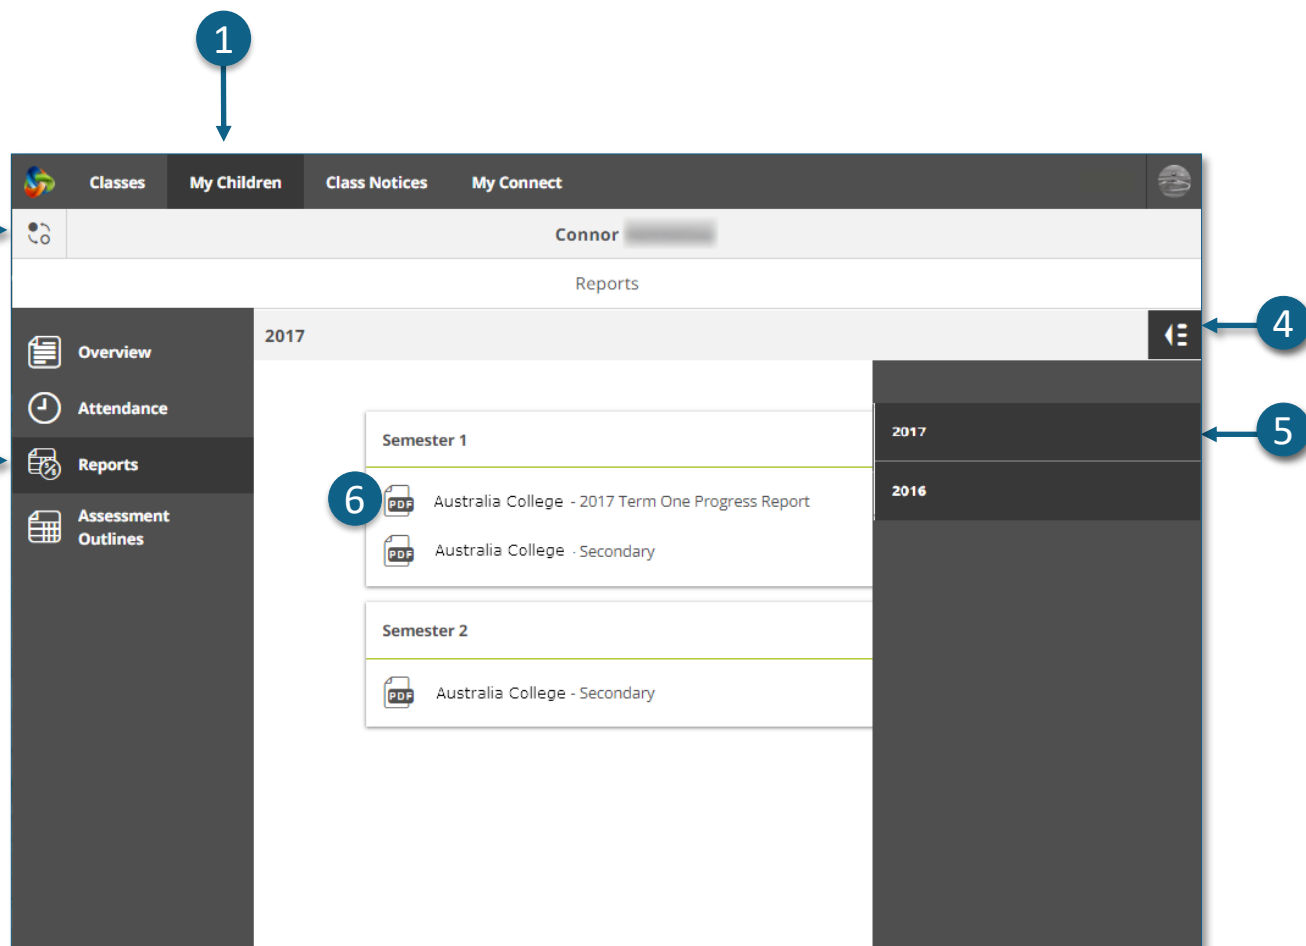 1
Classes My Children Class Notices My Connect
Connor
Reports
2017
4
Overview
Attendance
Reports
Assessment
Outlines
Semester 1
6
PDF Australia College - 2017 Term One Progress Report
PDF Australia College - Secondary
Semester 2
PDF Australia College - Secondary
2017
5
2016